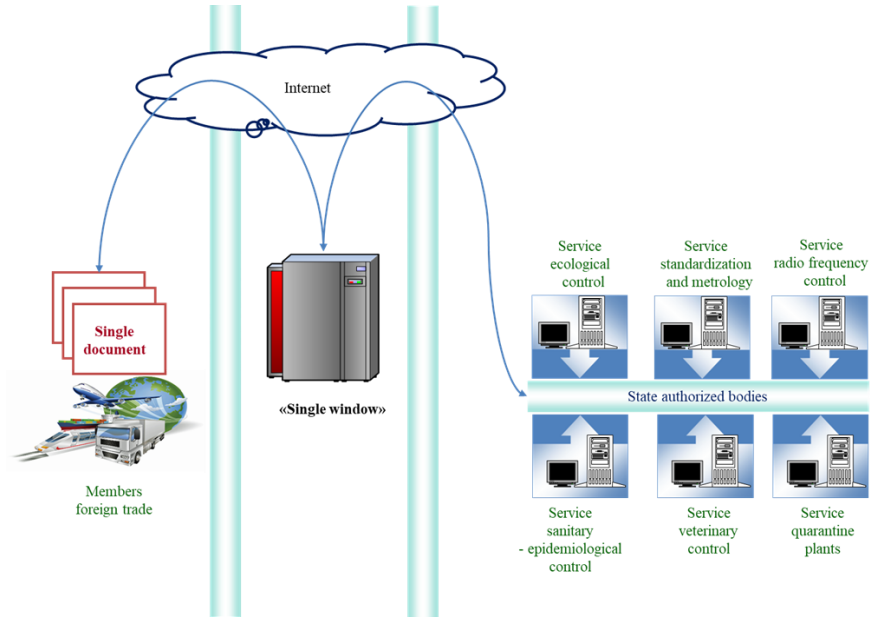 Internet
Single
document
Members
foreign trade
«Single window»
Service
ecological
control
Service
standardization
and metrology
Service
radio frequency
control
State authorized bodies
Service
sanitary
- epidemiological
control
Service
veterinary
control
Service
quarantine
plants